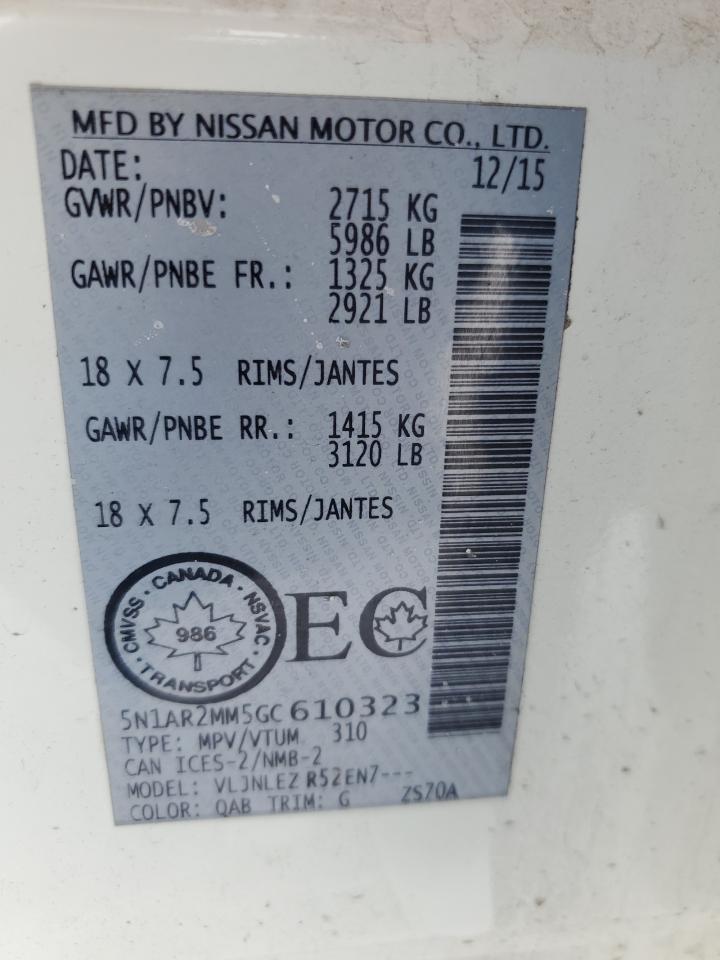 MFD BY NISSAN MOTOR CO., LTD.
DATE: 12/15
GVWR/PNBV: 2715 KG
5986 LB
GAWR/PNBE FR.: 1325 KG
2921 LB
18 X 7.5 RIMS/JANTES
GAWR/PNBE RR.: 1415 KG
3120 LB
18 X 7.5 RIMS/JANTES
CMVSS · CANADA · NSVAC
986
· TRANSPORT ·
EC
5N1AR2MM5GC610323
TYPE: MPV/VTUM 310
CAN ICES-2/NMB-2
MODEL: VLJNLEZ R52EN7---
COLOR: QAB TRIM: G ZS70A